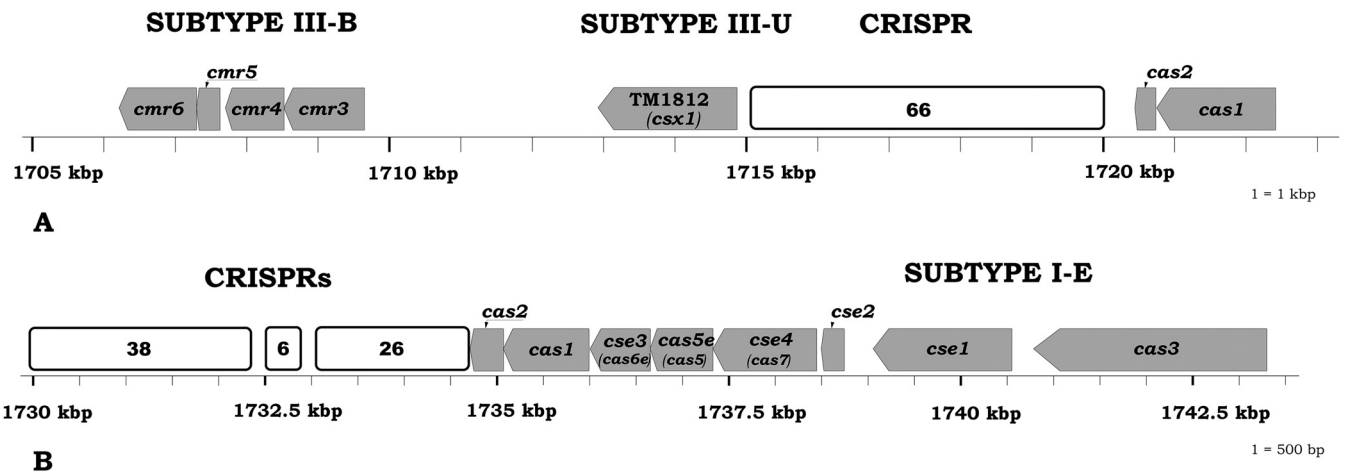 SUBTYPE III-B SUBTYPE III-U CRISPR
cmr5 cas2
cmr6 cmr4 cmr3 TM1812 66 cas1
(csx1)
1705 kbp 1710 kbp 1715 kbp 1720 kbp
1 = 1 kbp
A
CRISPRs SUBTYPE I-E
cas2 cse2
38 6 26 cas1 cse3 cas5e cse4 cse1 cas3
(cas6e) (cas5) (cas7)
1730 kbp 1732.5 kbp 1735 kbp 1737.5 kbp 1740 kbp 1742.5 kbp
1 = 500 bp
B